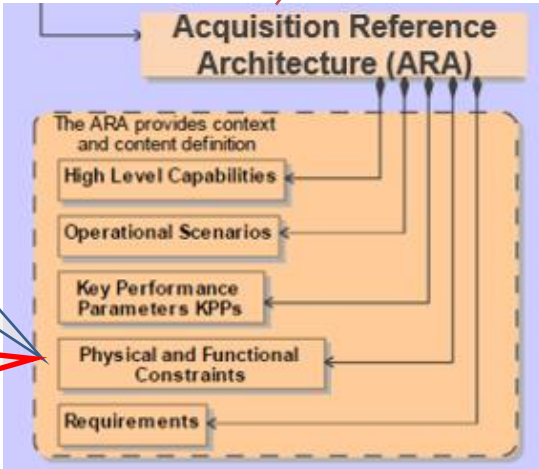 Acquisition Reference
Architecture (ARA)
The ARA provides context
and content definition
High Level Capabilities
Operational Scenarios
Key Performance
Parameters KPPs
Physical and Functional
Constraints
Requirements